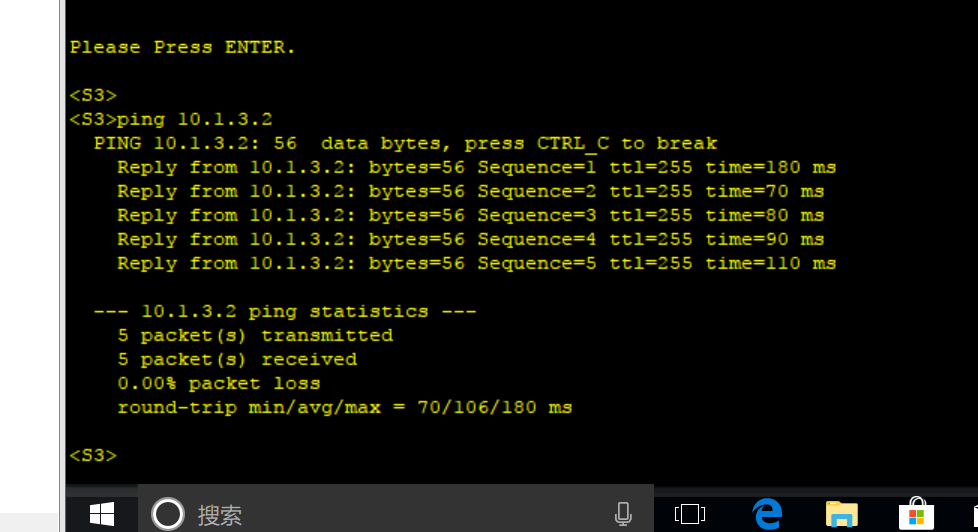 Please Press ENTER.
<S3>
<S3>ping 10.1.3.2
PING 10.1.3.2: 56  data bytes, press CTRL_C to break
Reply from 10.1.3.2: bytes=56 Sequence=1 ttl=255 time=180 ms
Reply from 10.1.3.2: bytes=56 Sequence=2 ttl=255 time=70 ms
Reply from 10.1.3.2: bytes=56 Sequence=3 ttl=255 time=80 ms
Reply from 10.1.3.2: bytes=56 Sequence=4 ttl=255 time=90 ms
Reply from 10.1.3.2: bytes=56 Sequence=5 ttl=255 time=110 ms
--- 10.1.3.2 ping statistics ---
5 packet(s) transmitted
5 packet(s) received
0.00% packet loss
round-trip min/avg/max = 70/106/180 ms
<S3>
搜索